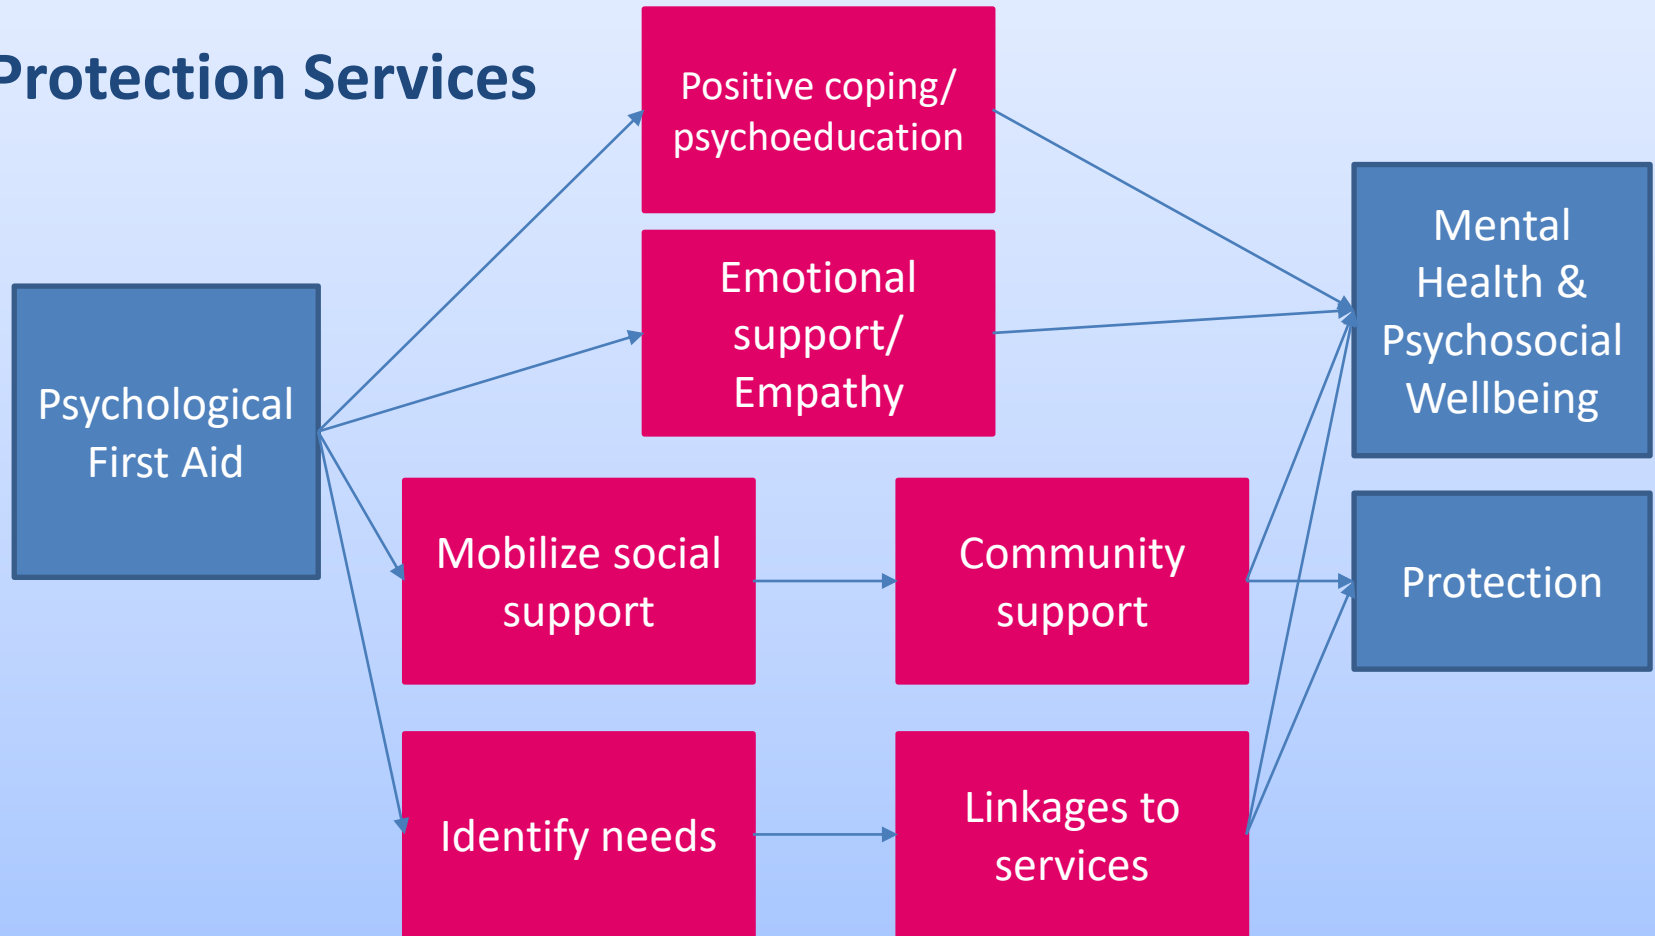 Protection Services
Positive coping/
psychoeducation
Emotional
support/
Empathy
Mental
Health &
Psychosocial
Wellbeing
Psychological
First Aid
Mobilize social
support
Community
support
Protection
Identify needs
Linkages to
services